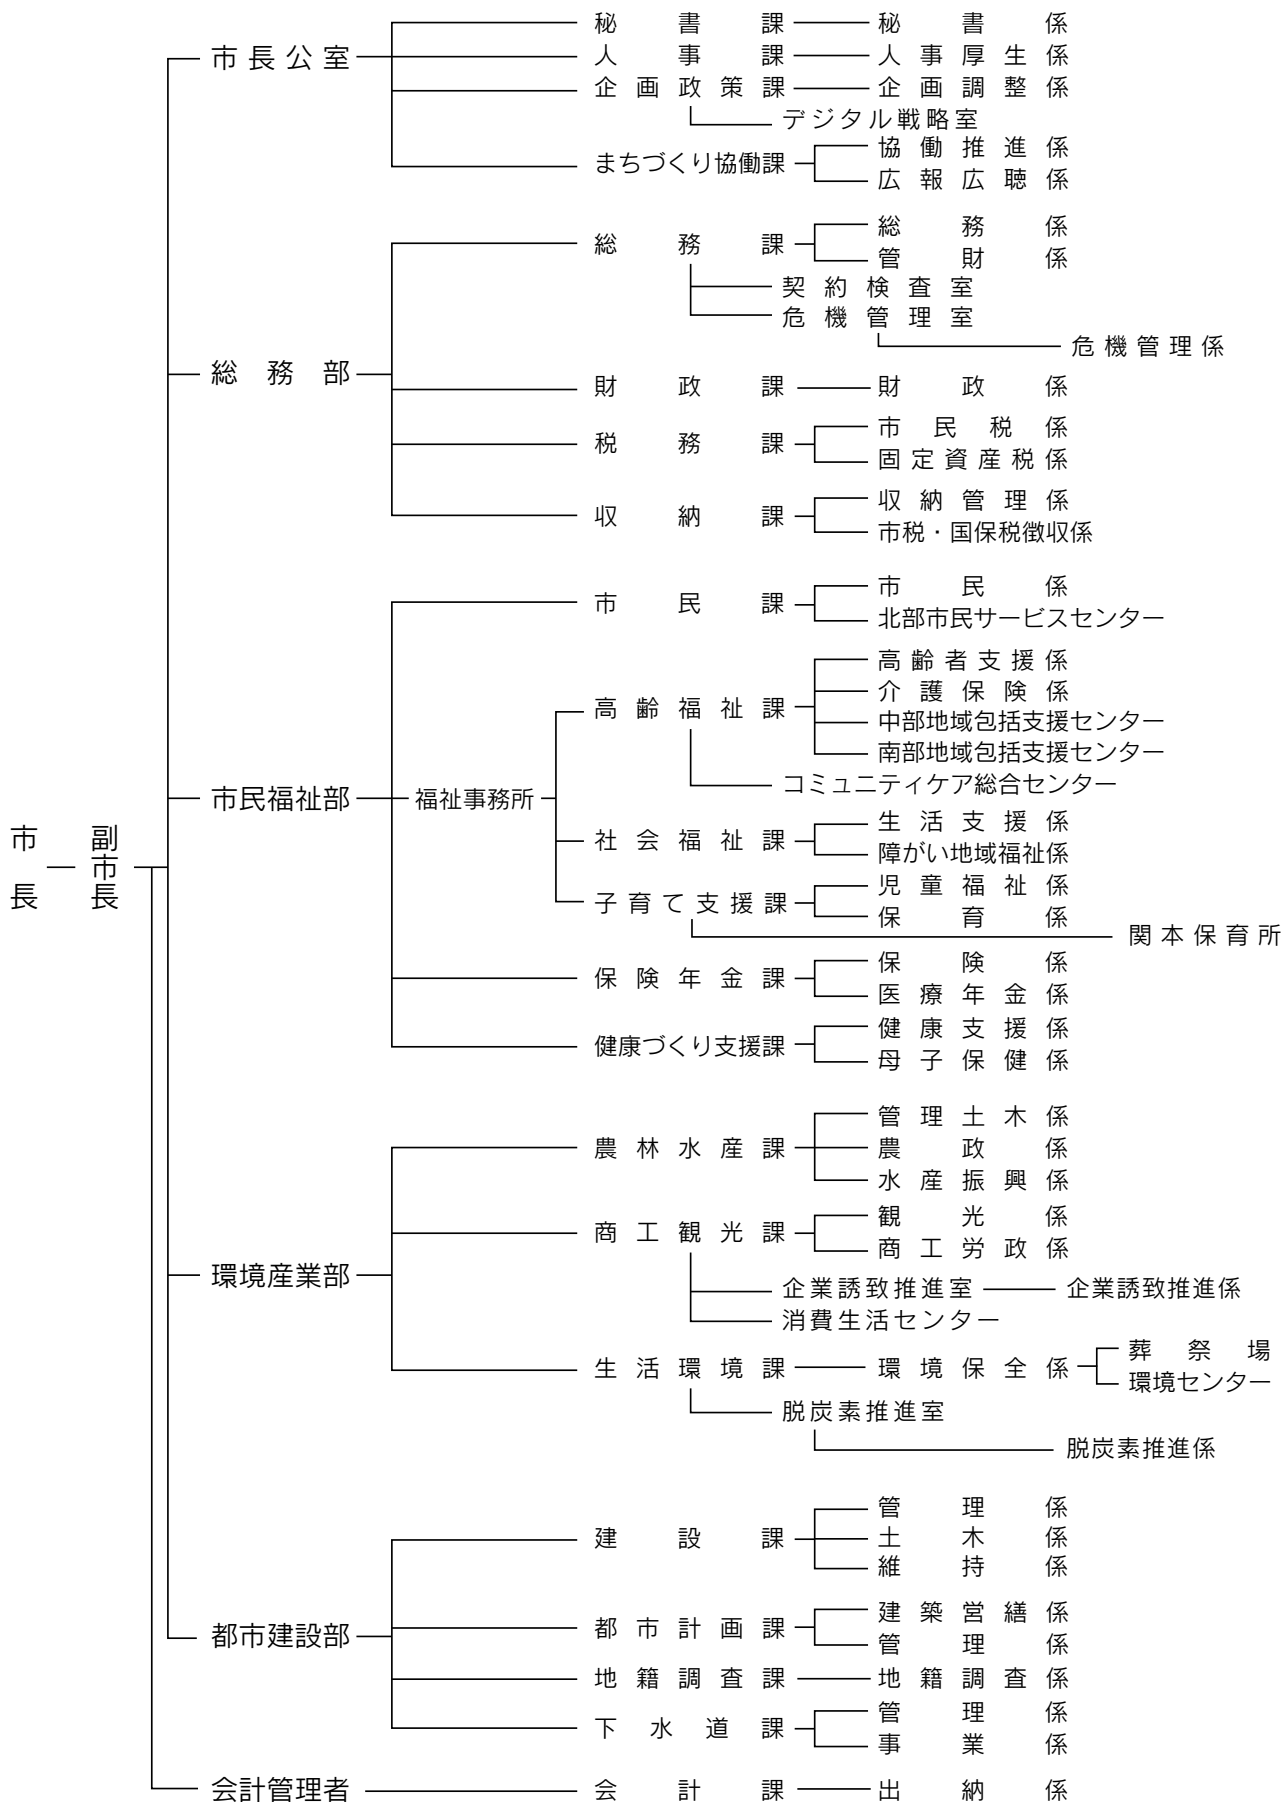 市長
副市長
市長公室
秘書課
秘書係
人事課
人事厚生係
企画政策課
企画調整係
デジタル戦略室
まちづくり協働課
協働推進係
広報広聴係
総務部
総務課
総務係
管財係
契約検査室
危機管理室
危機管理係
財政課
財政係
税務課
市民税係
固定資産税係
収納課
収納管理係
市税・国保税徴収係
市民福祉部
市民課
市民係
北部市民サービスセンター
福祉事務所
高齢福祉課
高齢者支援係
介護保険係
中部地域包括支援センター
南部地域包括支援センター
コミュニティケア総合センター
社会福祉課
生活支援係
障がい地域福祉係
子育て支援課
児童福祉係
保育係
関本保育所
保険年金課
保険係
医療年金係
健康づくり支援課
健康支援係
母子保健係
環境産業部
農林水産課
管理土木係
農政係
水産振興係
商工観光課
観光係
商工労政係
企業誘致推進室
企業誘致推進係
消費生活センター
生活環境課
環境保全係
葬祭場
環境センター
脱炭素推進室
脱炭素推進係
都市建設部
建設課
管理係
土木係
維持係
都市計画課
建築営繕係
管理係
地籍調査課
地籍調査係
下水道課
管理係
事業係
会計管理者
会計課
出納係